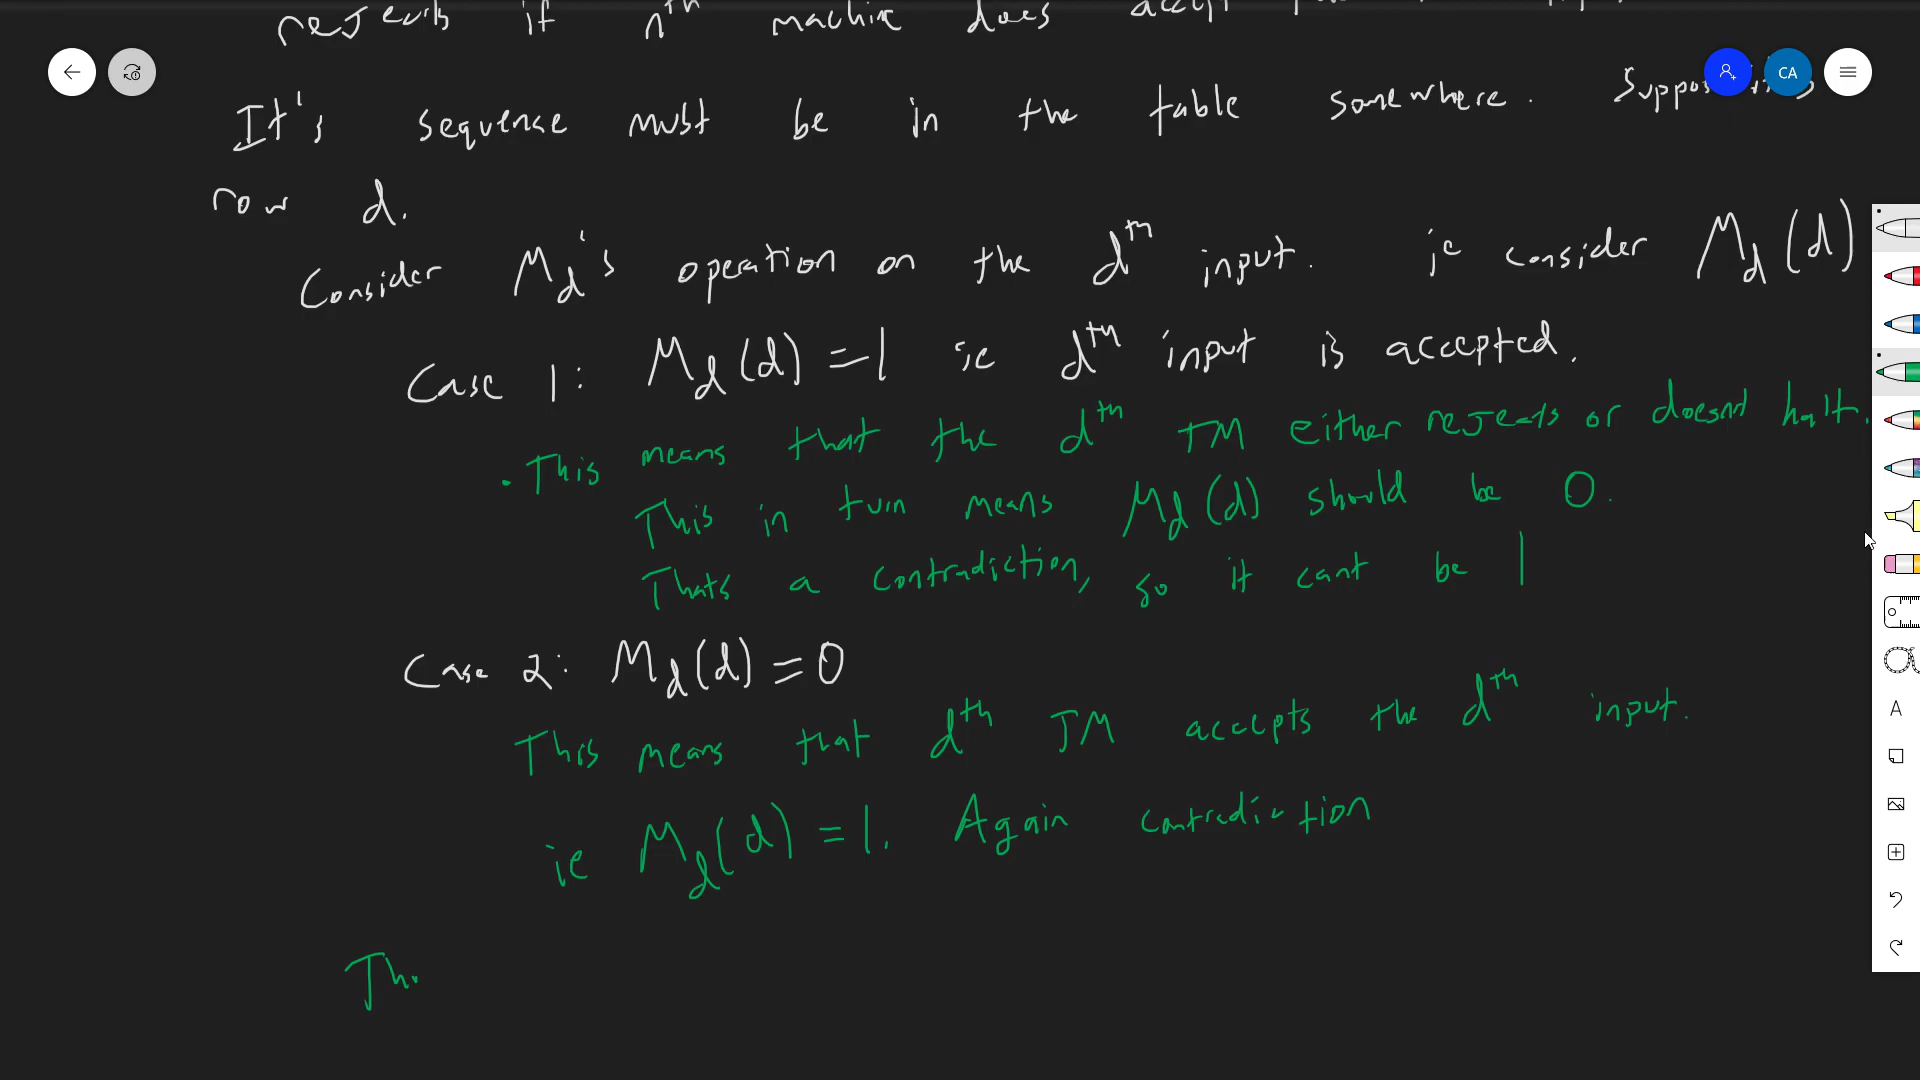 rejects if nth machine does accept
It's sequence must be in the table somewhere. Suppose
row d.
Consider Md's operation on the dth input. ie consider Md(d)
Case 1: Md(d) = 1 ie dth input is accepted.
. This means that the dth TM either rejects or doesnt halt.
This in turn means Md(d) should be 0.
Thats a contradiction, so it cant be 1
Case 2: Md(d) = 0
This means that dth TM accepts the dth input.
ie Md(d) = 1. Again contradiction
Thi
CA
A